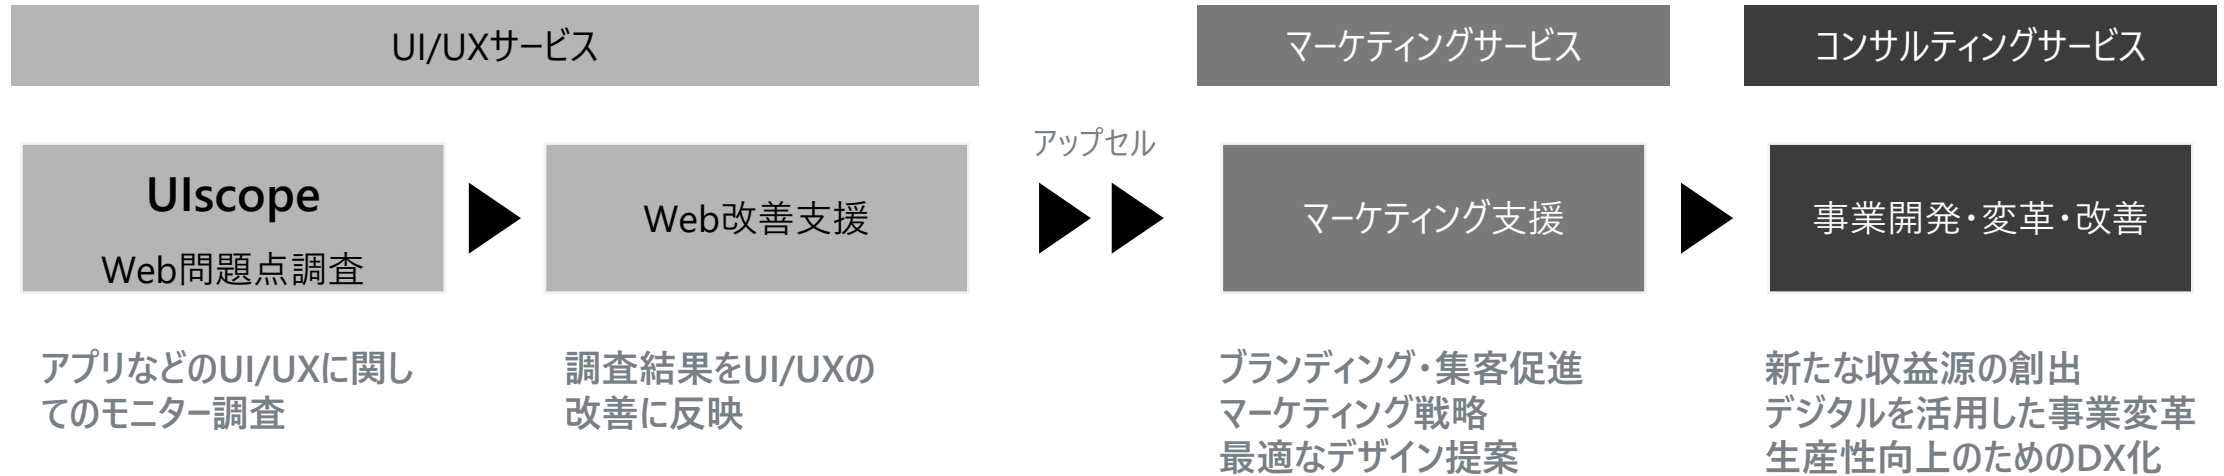 UI/UXサービス
マーケティングサービス
コンサルティングサービス
UIscope
Web問題点調査
Web改善支援
アップセル
マーケティング支援
事業開発・変革・改善
アプリなどのUI/UXに関し
てのモニター調査
調査結果をUI/UXの
改善に反映
ブランディング・集客促進
マーケティング戦略
最適なデザイン提案
新たな収益源の創出
デジタルを活用した事業変革
生産性向上のためのDX化